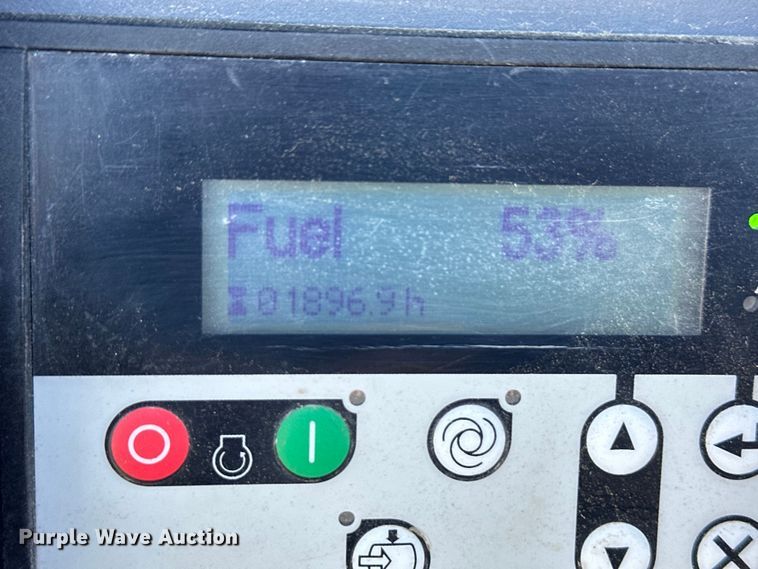 Fuel 53%
01896.9h
Purple Wave Auction